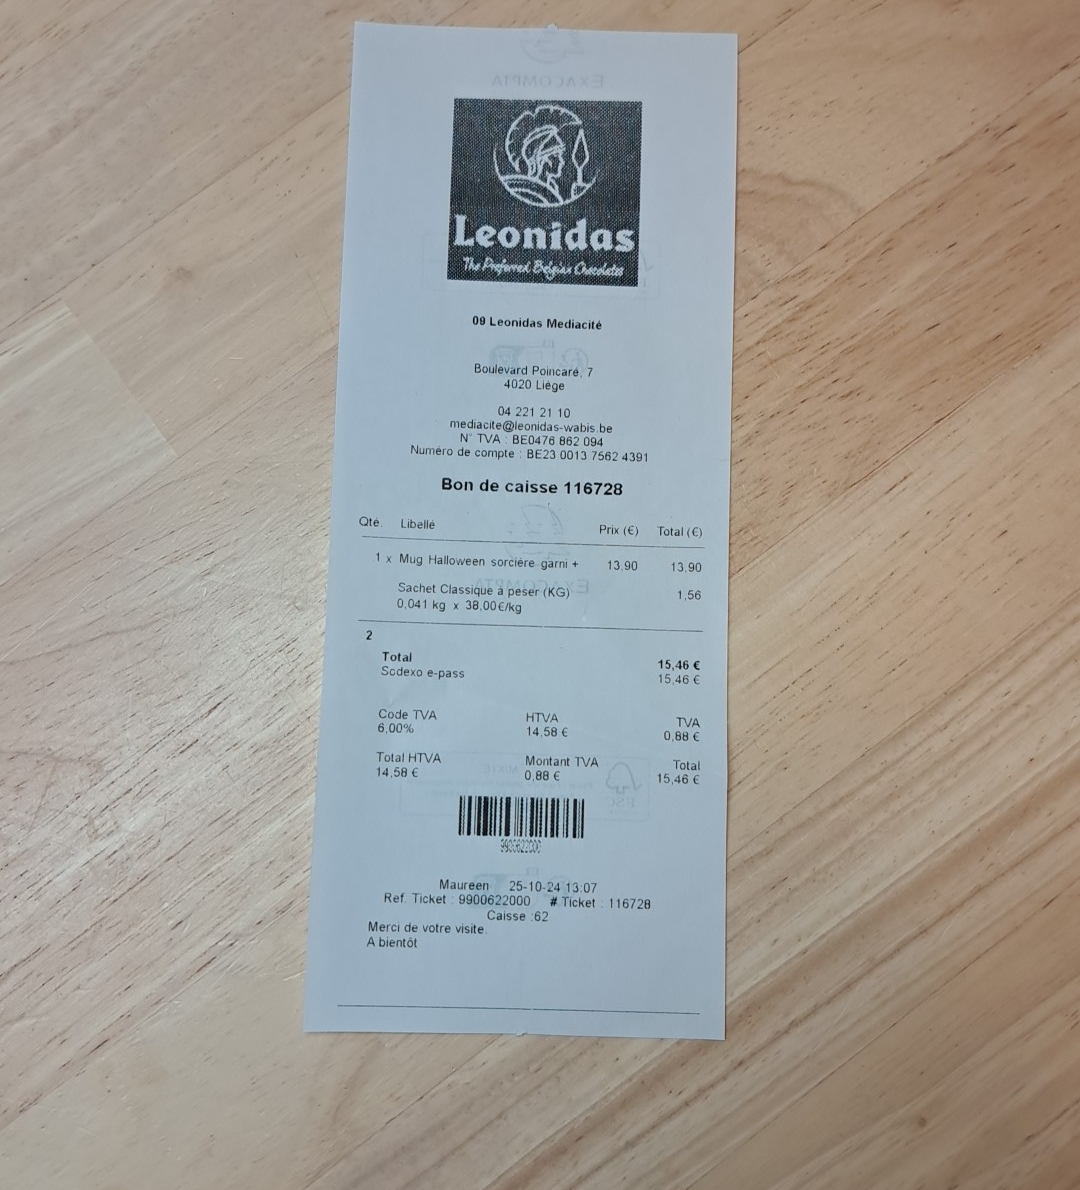 Leonidas
The Preferred Belgian Chocolates
09 Leonidas Mediacité
Boulevard Poincaré, 7
4020 Liège
04 221 21 10
mediacite@leonidas-wabis.be
N° TVA : BE0476 862 094
Numéro de compte : BE23 0013 7562 4391
Bon de caisse 116728
Qté. Libellé Prix (€) Total (€)
1 x Mug Halloween sorcière garni + 13,90 13,90
Sachet Classique à peser (KG) 1,56
0,041 kg x 38,00€/kg
2
Total 15,46 €
Sodexo e-pass 15,46 €
Code TVA HTVA TVA
6,00% 14,58 € 0,88 €
Total HTVA Montant TVA Total
14,58 € 0,88 € 15,46 €
Maureen 25-10-24 13:07
Ref. Ticket : 9900622000 # Ticket : 116728
Caisse :62
Merci de votre visite.
A bientôt